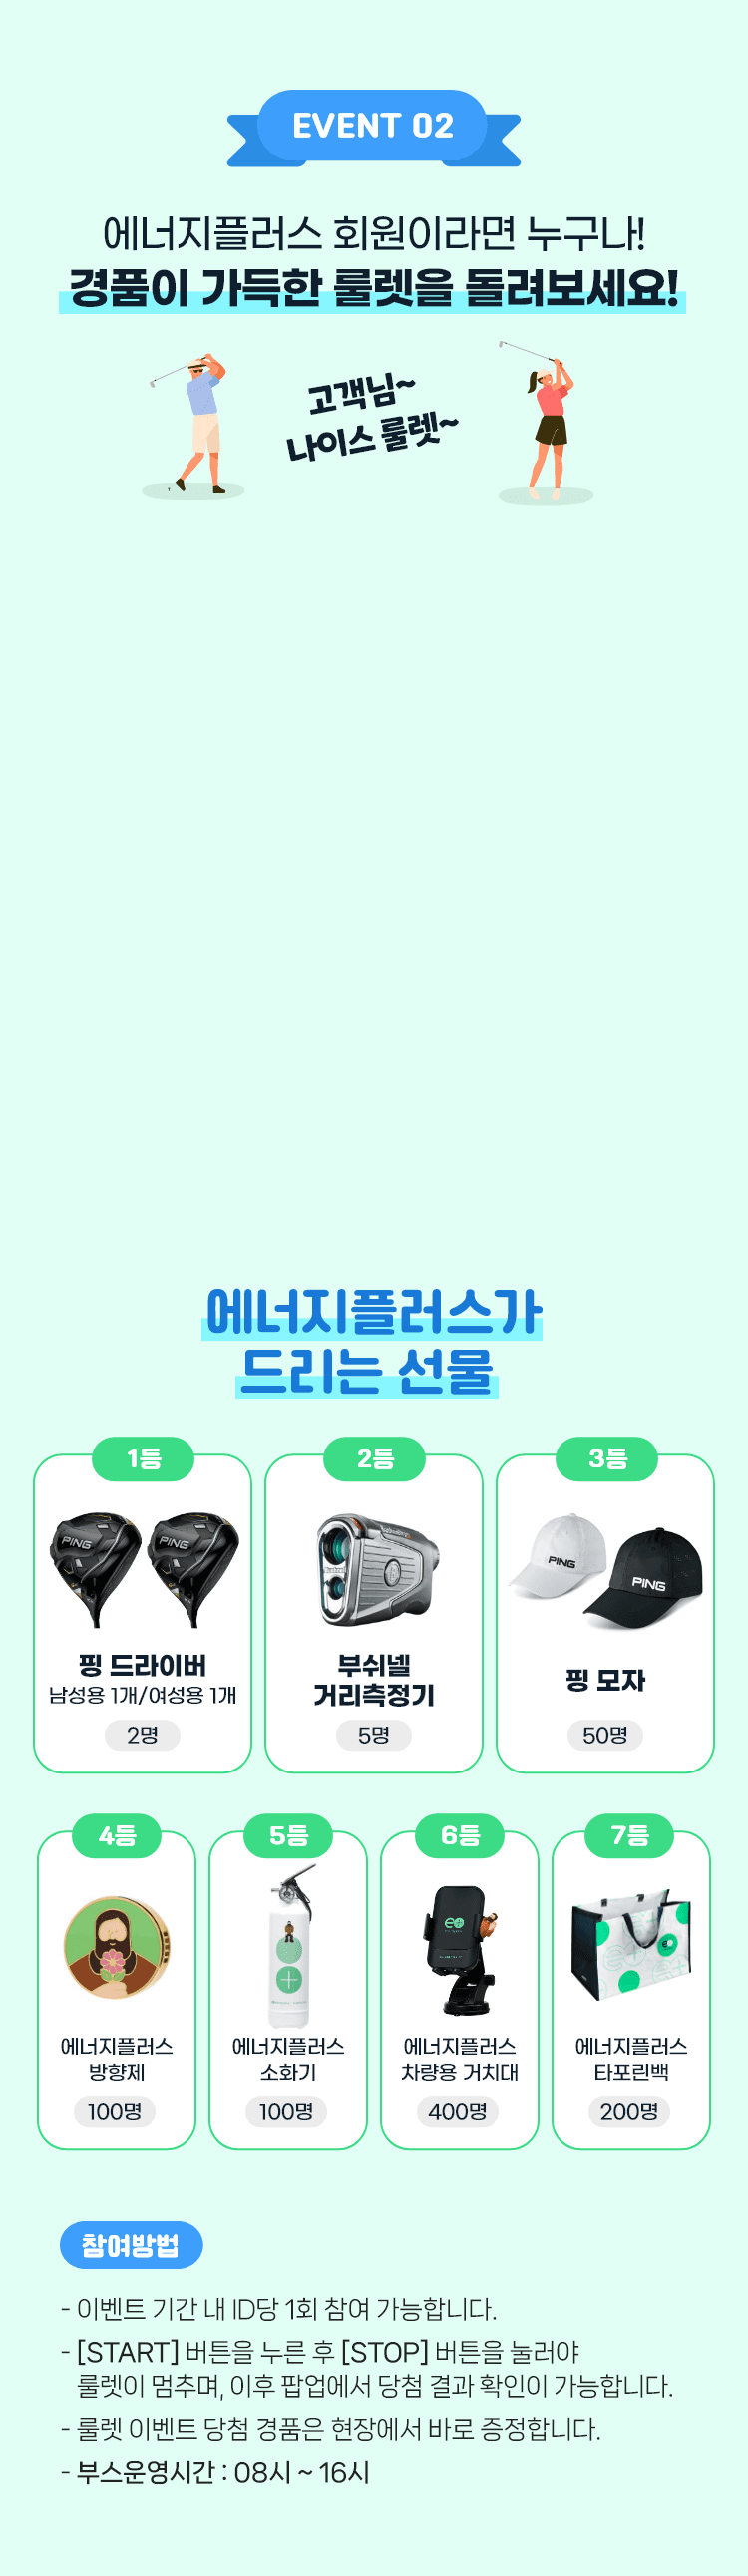 EVENT 02
에너지플러스 회원이라면 누구나!
경품이 가득한 룰렛을 돌려보세요!
고객님~
나이스 룰렛~
에너지플러스가
드리는 선물
1등
2등
3등
PING
PING
PING
PING
핑 드라이버
남성용 1개/여성용 1개
2명
부쉬넬
거리측정기
5명
핑 모자
50명
4등
5등
6등
7등
에너지플러스
방향제
100명
에너지플러스
소화기
100명
에너지플러스
차량용 거치대
400명
에너지플러스
타포린백
200명
참여방법
- 이벤트 기간 내 ID당 1회 참여 가능합니다.
- [START] 버튼을 누른 후 [STOP] 버튼을 눌러야
룰렛이 멈추며, 이후 팝업에서 당첨 결과 확인이 가능합니다.
- 룰렛 이벤트 당첨 경품은 현장에서 바로 증정합니다.
- 부스운영시간 : 08시 ~ 16시